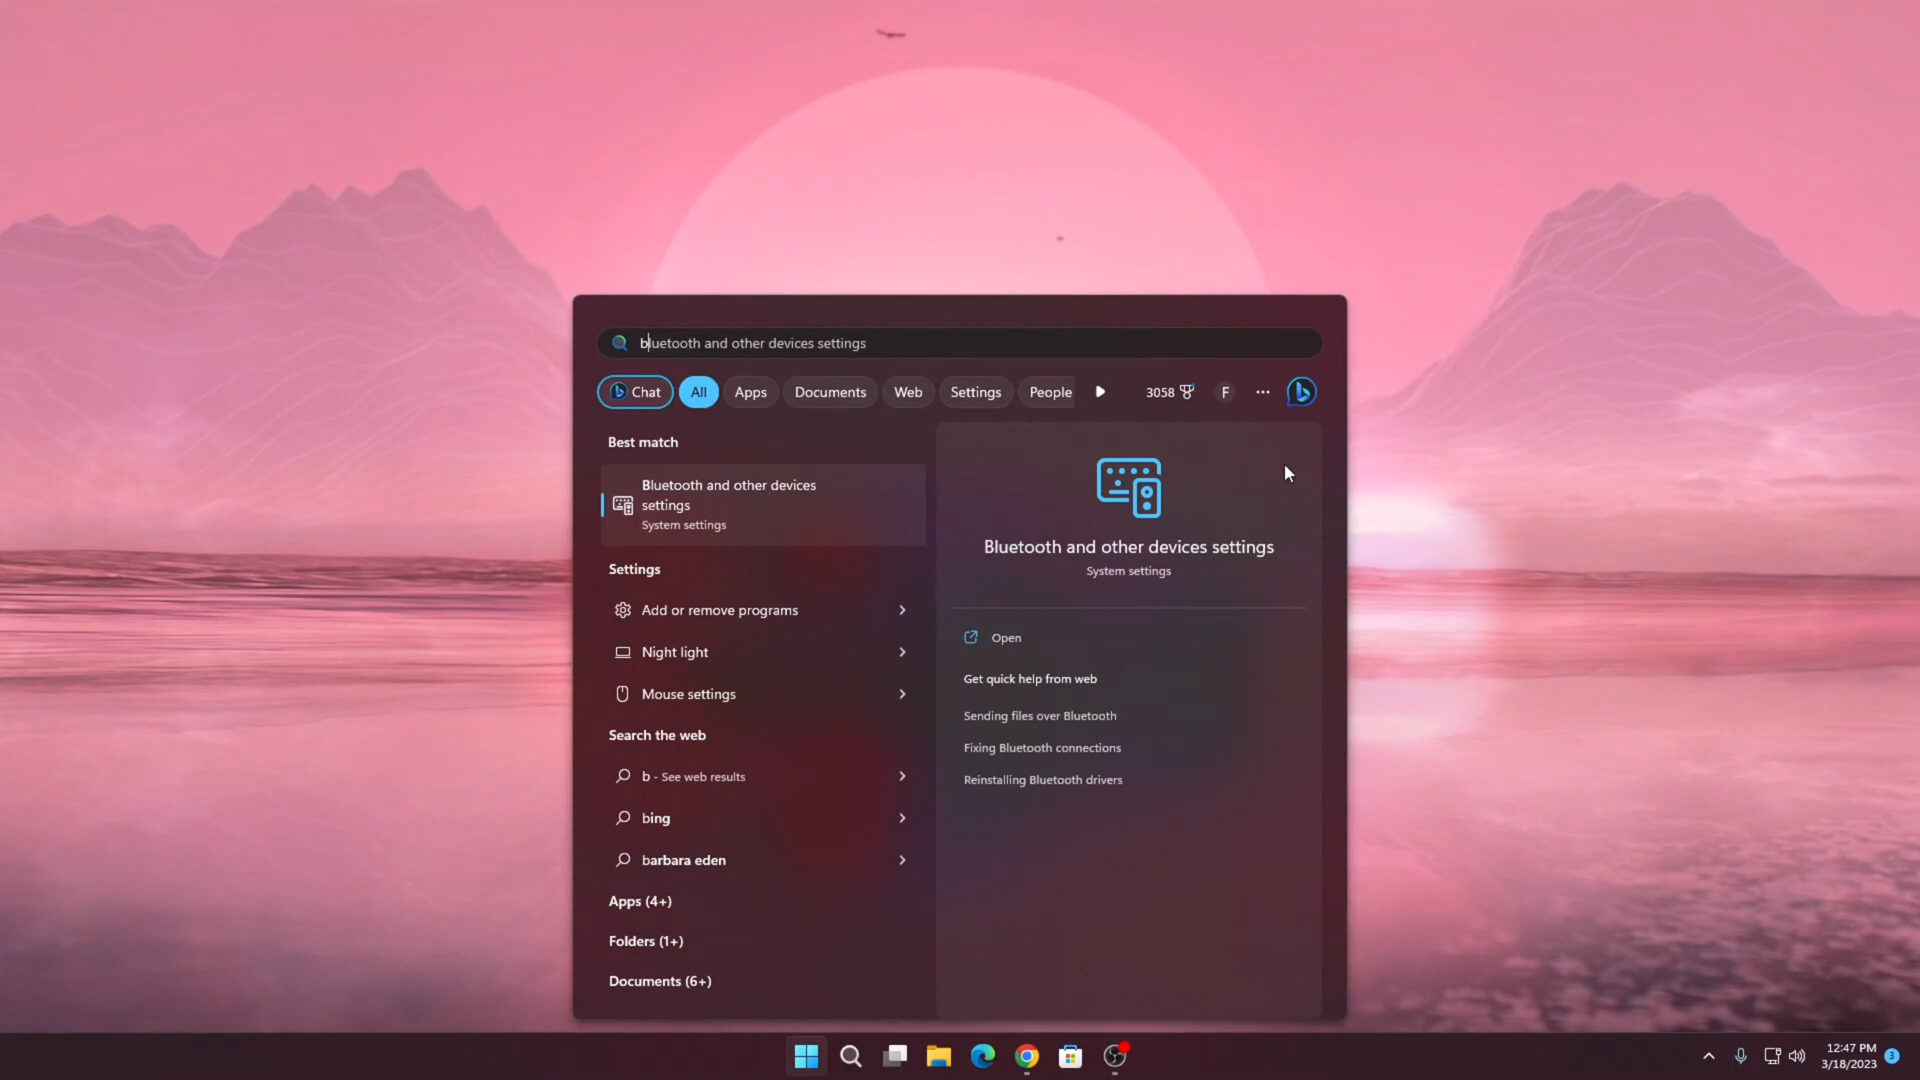 bluetooth and other devices settings
Chat All Apps Documents Web Settings People 3058 F
Best match
Bluetooth and other devices
settings
System settings
Settings
Add or remove programs
Night light
Mouse settings
Search the web
b - See web results
bing
barbara eden
Apps (4+)
Folders (1+)
Documents (6+)
Bluetooth and other devices settings
System settings
Open
Get quick help from web
Sending files over Bluetooth
Fixing Bluetooth connections
Reinstalling Bluetooth drivers
12:47 PM
3/18/2023
3